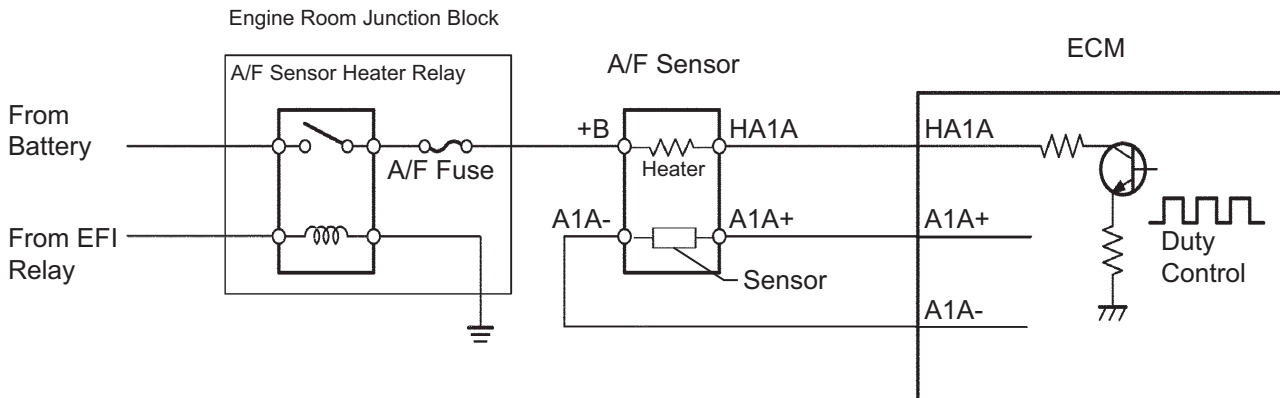 Engine Room Junction Block
A/F Sensor Heater Relay
A/F Sensor
ECM
From
Battery
A/F Fuse
+B
HA1A
HA1A
Heater
From EFI
Relay
A1A-
A1A+
A1A+
Sensor
A1A-
Duty
Control